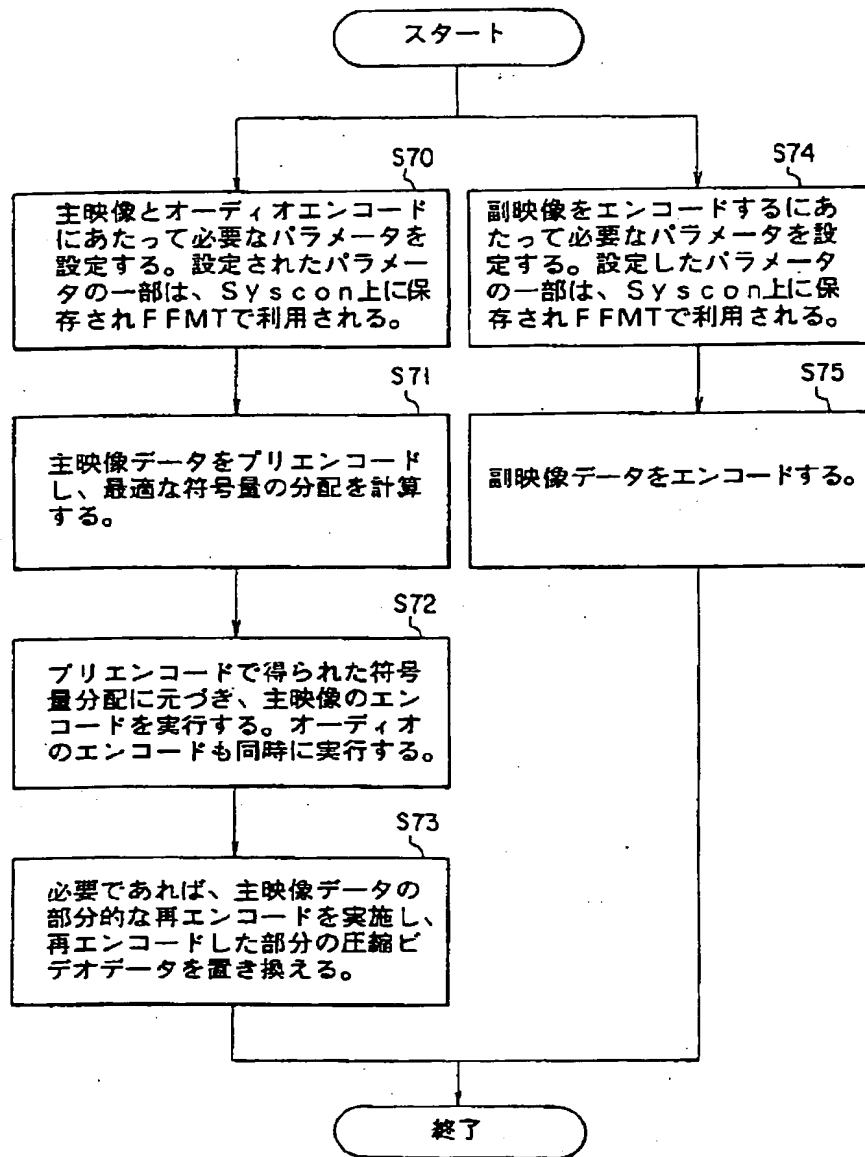 スタート
S70
主映像とオーディオエンコード
にあたって必要なパラメータを
設定する。設定されたパラメー
タの一部は、Syscon上に保
存されFFMTで利用される。
S71
主映像データをプリエンコード
し、最適な符号量の分配を計算
する。
S72
プリエンコードで得られた符号
量分配に元づき、主映像のエン
コードを実行する。オーディオ
のエンコードも同時に実行する。
S73
必要であれば、主映像データの
部分的な再エンコードを実施し、
再エンコードした部分の圧縮ビ
デオデータを置き換える。
S74
副映像をエンコードするにあ
たって必要なパラメータを設
定する。設定したパラメータ
の一部は、Syscon上に保
存されFFMTで利用される。
S75
副映像データをエンコードする。
終了